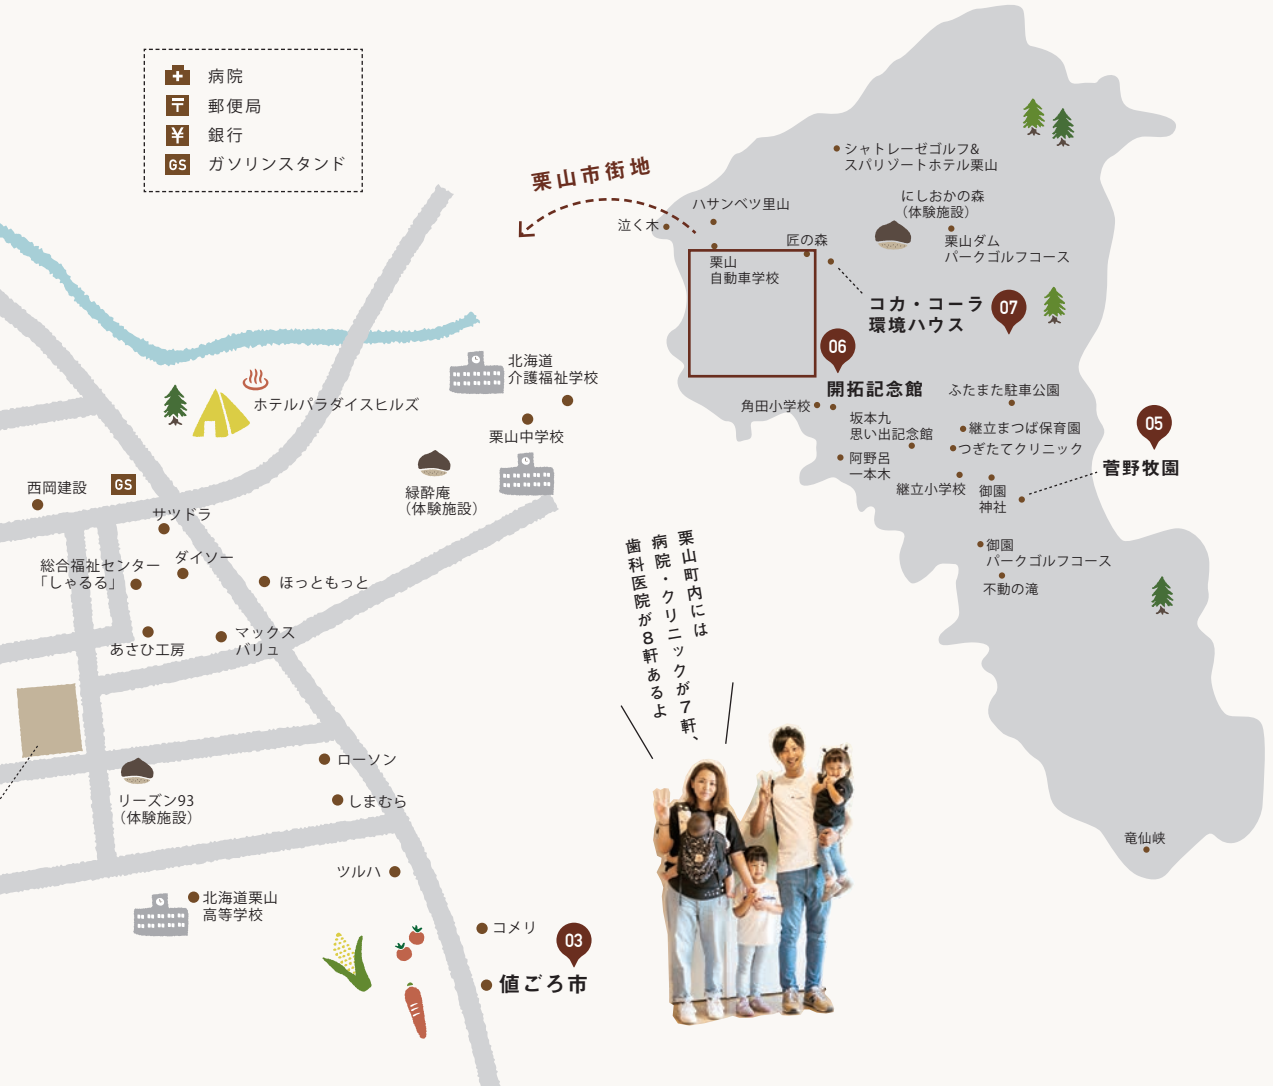 病院
郵便局
銀行
GS
ガソリンスタンド
栗山市街地
シャトレーゼゴルフ&
スパリゾートホテル栗山
にしおかの森
（体験施設）
ハサンベツ里山
泣く木
匠の森
栗山ダム
パークゴルフコース
栗山
自動車学校
コカ・コーラ
環境ハウス
07
06
開拓記念館
北海道
介護福祉学校
ホテルパラダイスヒルズ
栗山中学校
角田小学校
坂本九
思い出記念館
ふたまた駐車公園
継立まつば保育園
つぎたてクリニック
05
菅野牧園
阿野呂
一本木
継立小学校
御園
神社
緑酔庵
（体験施設）
西岡建設
GS
サツドラ
総合福祉センター
「しゃるる」
ダイソー
ほっともっと
御園
パークゴルフコース
不動の滝
あさひ工房
マックス
バリュ
栗山町内には
病院・クリニックが7軒、
歯科医院が8軒あるよ
ローソン
リーズン93
（体験施設）
しまむら
ツルハ
竜仙峡
北海道栗山
高等学校
コメリ
03
値ごろ市